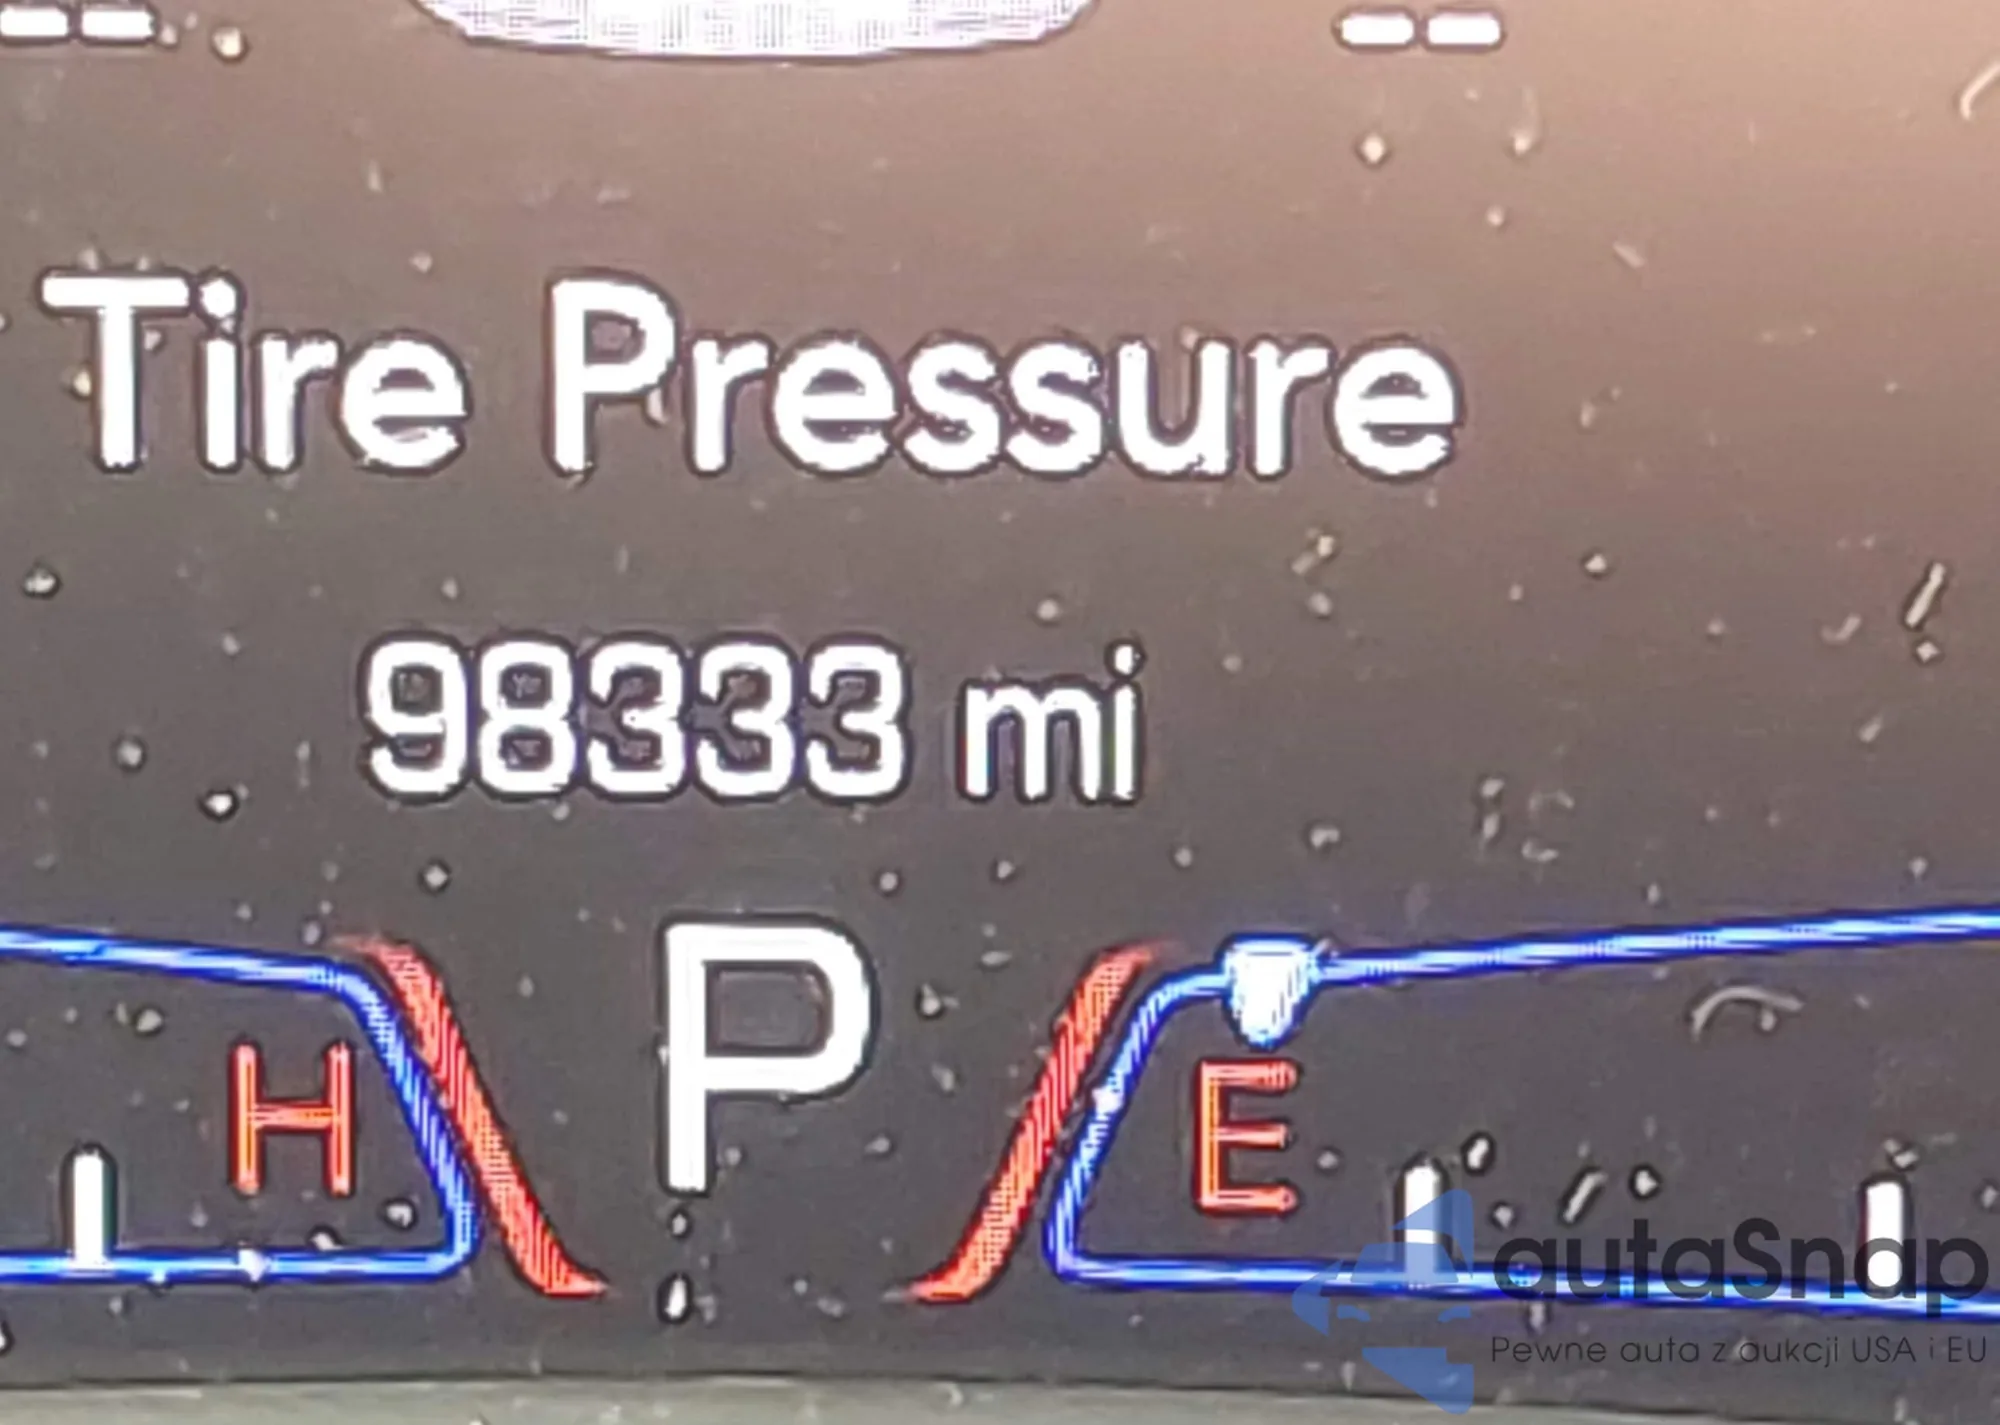 -- --
Tire Pressure
98333 mi
P
H E
autaSnap
Pewne auta z aukcji USA i EU